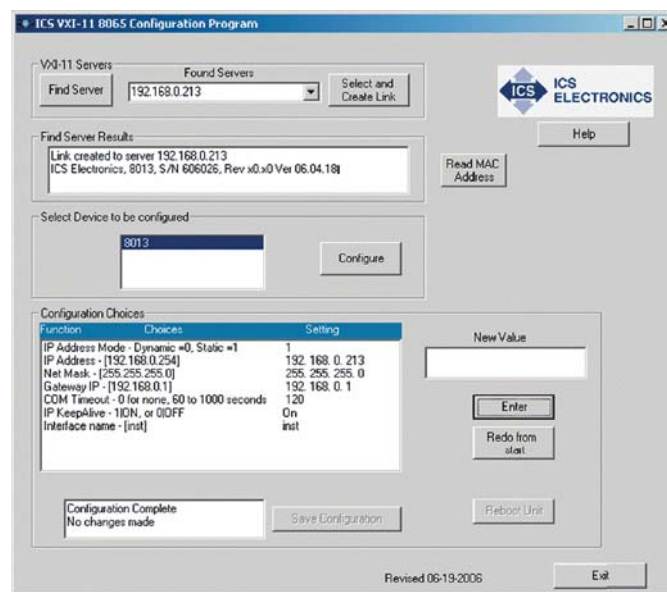 ICS VXI-11 8065 Configuration Program
VXI-11 Servers
Found Servers
Find Server
192.168.0.213
Select and
Create Link
ICS
ICS
ELECTRONICS
Help
Find Server Results
Link created to server 192.168.0.213
ICS Electronics, 8013, S/N 606026, Rev x0.x0 Ver 06.04.18
Read MAC
Address
Select Device to be configured
8013
Configure
Configuration Choices
Function Choices Setting
IP Address Mode - Dynamic =0, Static =1 1
IP Address - [192.168.0.254] 192. 168. 0. 213
Net Mask - [255.255.255.0] 255. 255. 255. 0
Gateway IP - [192.168.0.1] 192. 168. 0. 1
COM Timeout - 0 for none, 60 to 1000 seconds 120
IP KeepAlive - 1|ON, or 0|OFF On
Interface name - [inst] inst
New Value
Enter
Redo from
start
Configuration Complete
No changes made
Save Configuration
Reboot Unit
Revised 06-19-2006
Exit